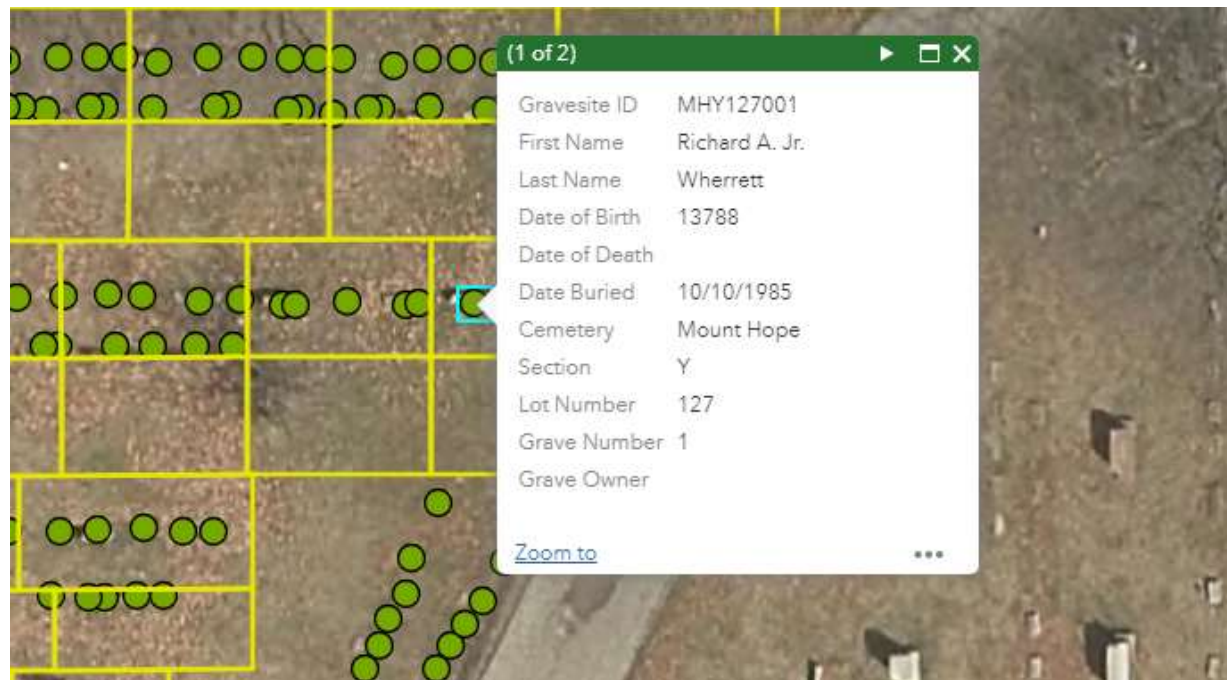 (1 of 2)
Gravesite ID MHY127001
First Name Richard A. Jr.
Last Name Wherrett
Date of Birth 13788
Date of Death
Date Buried 10/10/1985
Cemetery Mount Hope
Section Y
Lot Number 127
Grave Number 1
Grave Owner
Zoom to